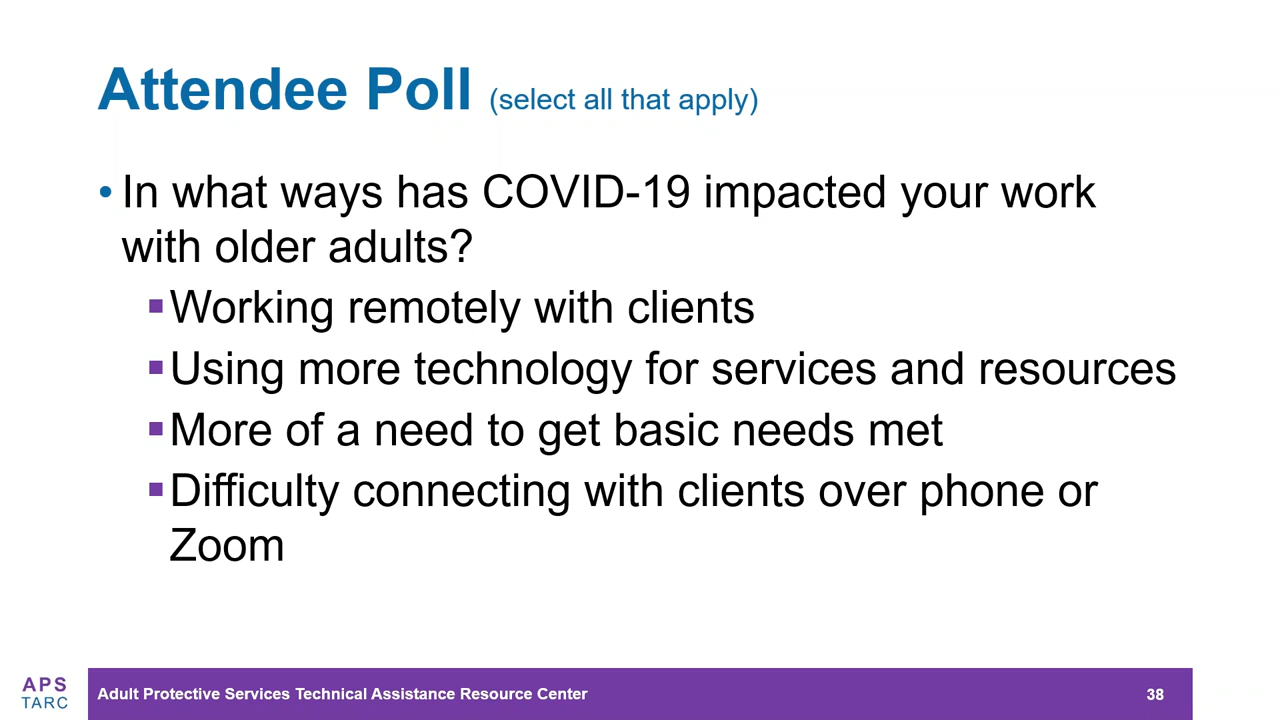 Attendee Poll (select all that apply)
• In what ways has COVID-19 impacted your work
with older adults?
▪ Working remotely with clients
▪ Using more technology for services and resources
▪ More of a need to get basic needs met
▪ Difficulty connecting with clients over phone or
Zoom
APS
TARC
Adult Protective Services Technical Assistance Resource Center
38